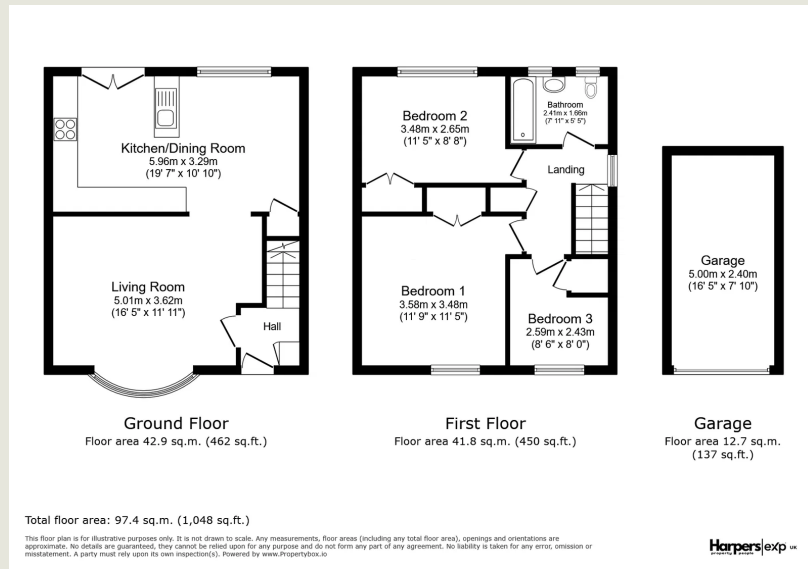 Kitchen/Dining Room
5.96m x 3.29m
(19' 7" x 10' 10")
Living Room
5.01m x 3.62m
(16' 5" x 11' 11")
Hall
Ground Floor
Floor area 42.9 sq.m. (462 sq.ft.)
Bedroom 2
3.48m x 2.65m
(11' 5" x 8' 8")
Bathroom
2.41m x 1.66m
(7' 11" x 5' 5")
Landing
Bedroom 1
3.58m x 3.48m
(11' 9" x 11' 5")
Bedroom 3
2.59m x 2.43m
(8' 6" x 8' 0")
First Floor
Floor area 41.8 sq.m. (450 sq.ft.)
Garage
5.00m x 2.40m
(16' 5" x 7' 10")
Garage
Floor area 12.7 sq.m.
(137 sq.ft.)
Total floor area: 97.4 sq.m. (1,048 sq.ft.)
This floor plan is for illustrative purposes only. It is not drawn to scale. Any measurements, floor areas (including any total floor area), openings and orientations are
approximate. No details are guaranteed, they cannot be relied upon for any purpose and do not form any part of any agreement. No liability is taken for any error, omission or
misstatement. A party must rely upon its own inspection(s). Powered by www.Propertybox.io
Harpers exp UK
property people